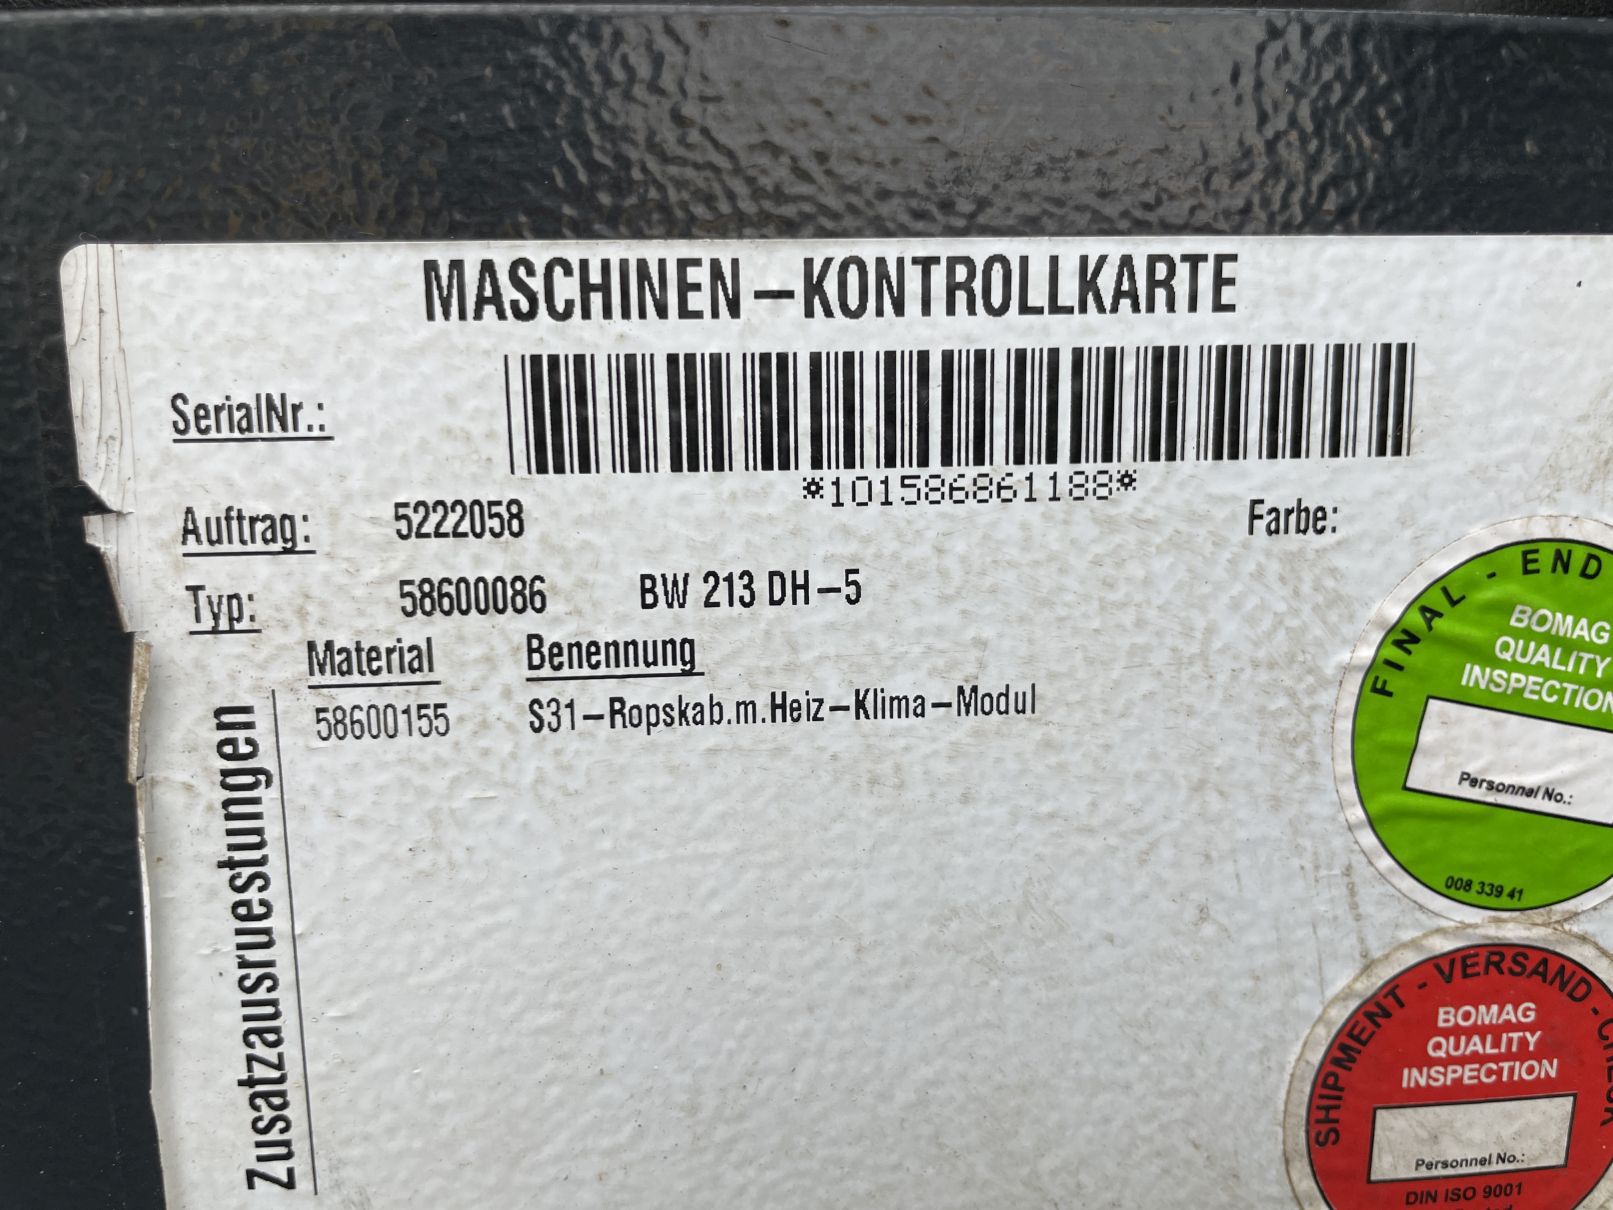 MASCHINEN-KONTROLLKARTE
SerialNr.:
*101586861188*
Auftrag: 5222058 Farbe:
Typ: 58600086 BW 213 DH-5
Material Benennung
58600155 S31-Ropskab.m.Heiz-Klima-Modul
Zusatzausruestungen
FINAL - END
BOMAG
QUALITY
INSPECTION
Personnel No.:
008 339 41
SHIPMENT - VERSAND - CHECK
BOMAG
QUALITY
INSPECTION
Personnel No.:
DIN ISO 9001